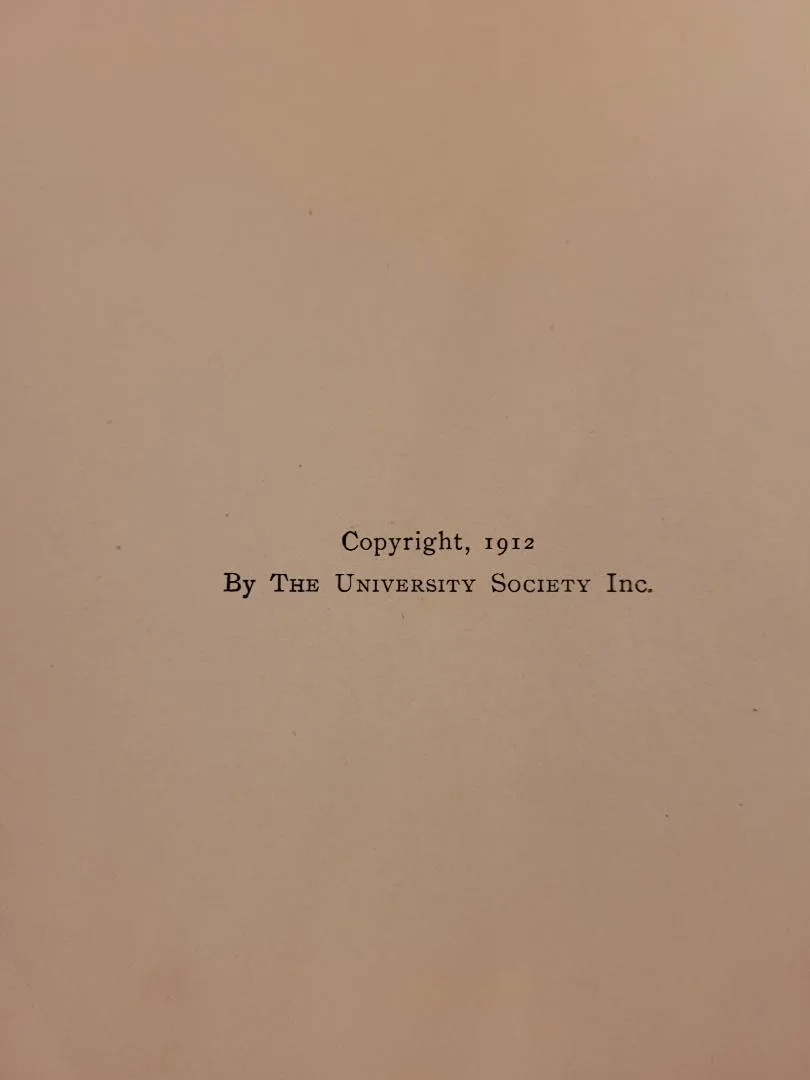 Copyright, 1912
By The University Society Inc.